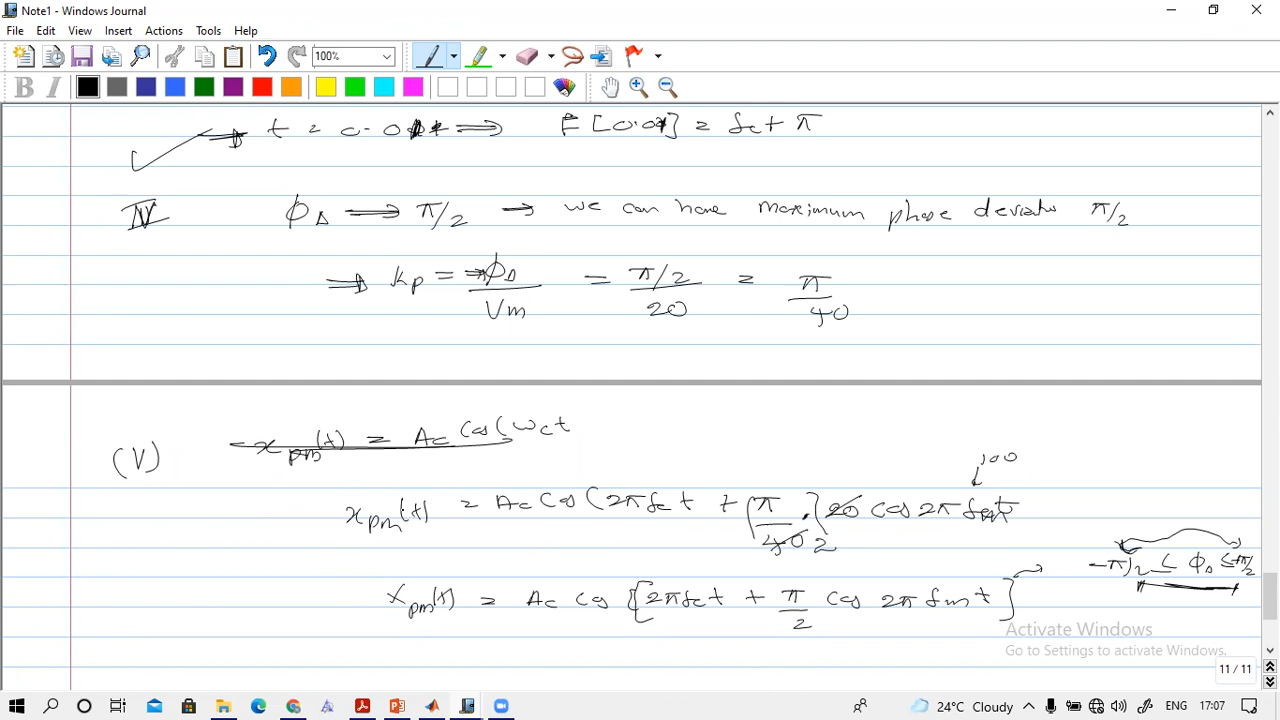 Note1 - Windows Journal
File Edit View Insert Actions Tools Help
100%
B I
t = 0.0 ⟹ F[0.01] = fc + π
IV ϕΔ ⟹ π/2 → we can have maximum phase deviato π/2
⟹ Kp = ϕΔ/Vm = π/2/20 = π/40
(V) xpm(t) = Ac Cos(ωct
100
xpm(t) = Ac Cos(2πfct + (π/40 2 .) 20 Cos 2πfmt
-π/2 ≤ ϕΔ ≤ π/2
xpm(t) = Ac Cos [2πfct + π/2 Cos 2πfmt]
Activate Windows
Go to Settings to activate Windows.
11 / 11
24°C Cloudy ENG 17:07